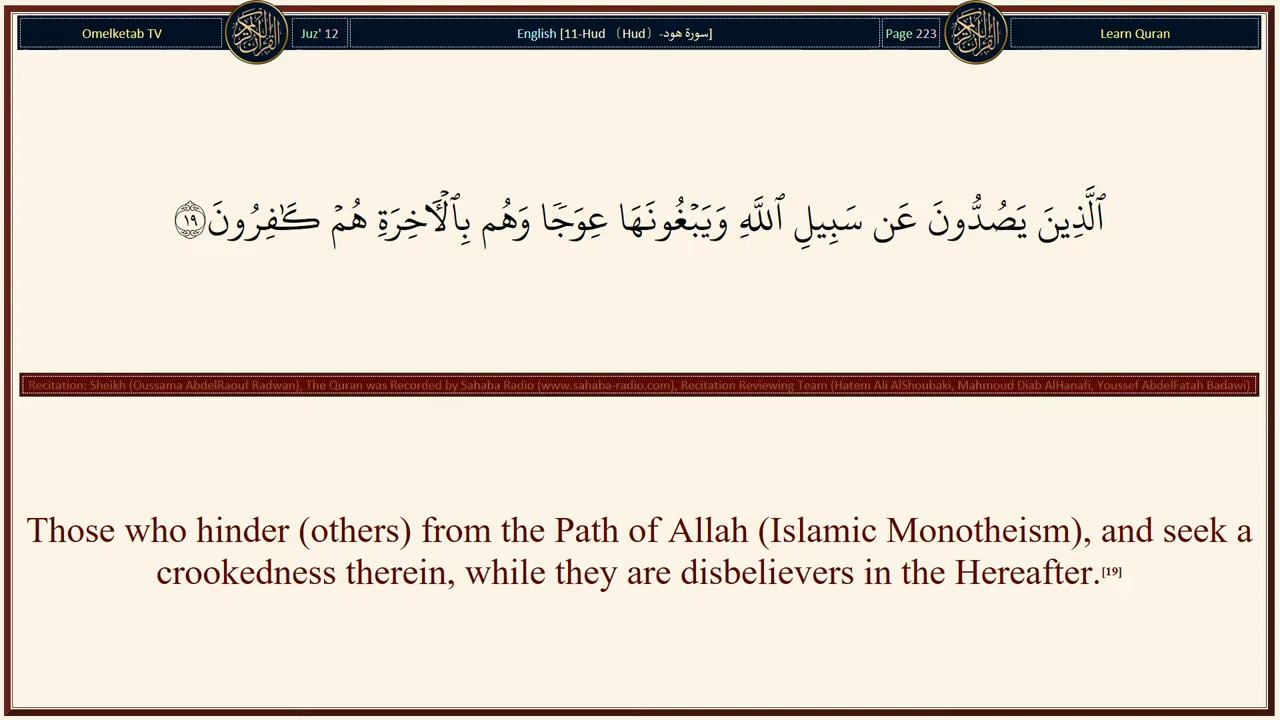 Omelketab TV
Juz' 12
English [11-Hud （Hud） -سورة هود]
Page 223
Learn Quran
ٱلَّذِينَ يَصُدُّونَ عَن سَبِيلِ ٱللَّهِ وَيَبۡغُونَهَا عِوَجٗا وَهُم بِٱلۡأٓخِرَةِ هُمۡ كَٰفِرُونَ ١٩
Recitation: Sheikh (Oussama AbdelRaouf Radwan), The Quran was Recorded by Sahaba Radio (www.sahaba-radio.com), Recitation Reviewing Team (Hatem Ali AlShoubaki, Mahmoud Diab AlHanafi, Youssef AbdelFatah Badawi)
Those who hinder (others) from the Path of Allah (Islamic Monotheism), and seek a
crookedness therein, while they are disbelievers in the Hereafter.[19]